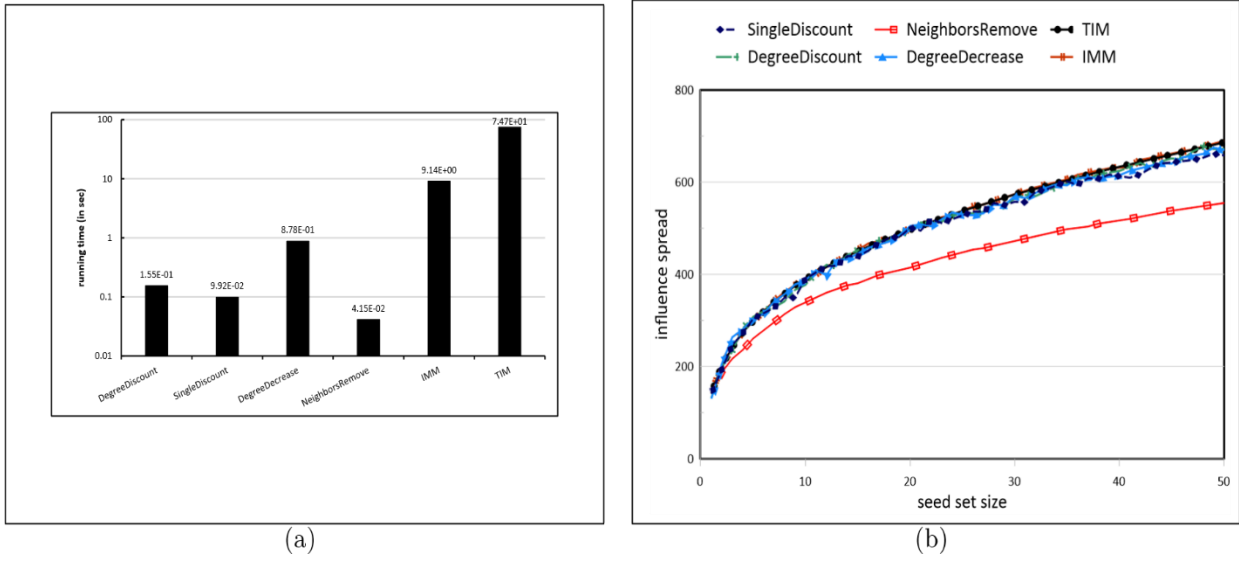 100
10
1
0.1
0.01
running time (in sec)
1.55E-01
9.92E-02
8.78E-01
4.15E-02
9.14E+00
7.47E+01
DegreeDiscount
SingleDiscount
DegreeDecrease
NeighborsRemove
IMM
TIM
(a)
SingleDiscount NeighborsRemove TIM
DegreeDiscount DegreeDecrease IMM
800
600
400
200
0
influence spread
0 10 20 30 40 50
seed set size
(b)